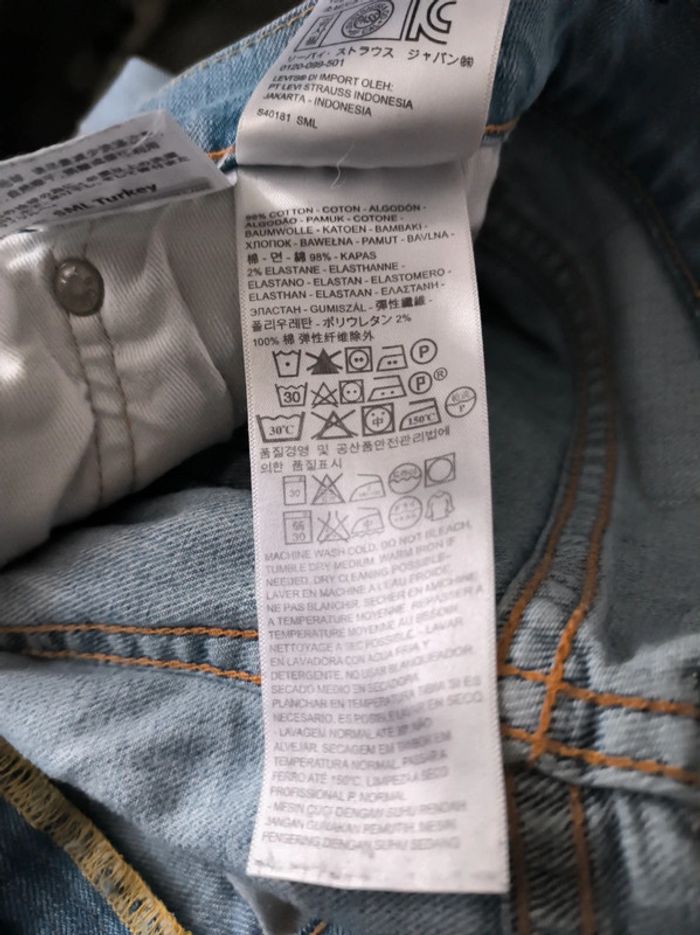 リーバイ・ストラウス ジャパン㈱
0120-099-501
LEVI'S® DI IMPORT OLEH:
PT LEVI STRAUSS INDONESIA
JAKARTA - INDONESIA
S40181 SML
SML Turkey
98% COTTON - COTON - ALGODÓN -
ALGODÃO - PAMUK - COTONE -
BAUMWOLLE - KATOEN - BAMBAKI -
ХЛОПОК - BAWEŁNA - PAMUT - BAVLNA -
棉 - 면 - 綿 98% - KAPAS
2% ELASTANE - ELASTHANNE -
ELASTANO - ELASTAN - ELASTOMERO -
ELASTHAN - ELASTAAN - ΕΛΑΣΤΑΝΗ -
ЭЛАСТАН - GUMISZÁL - 彈性纖維 -
폴리우레탄 - ポリウレタン 2%
100% 棉 弹性纤维除外
P
30 P®
30°C 中 150°C
품질경영 및 공산품안전관리법에
의한 품질표시
30
弱 30 中
MACHINE WASH COLD. DO NOT BLEACH.
TUMBLE DRY MEDIUM. WARM IRON IF
NEEDED. DRY CLEANING POSSIBLE -
LAVER EN MACHINE A L'EAU FROIDE.
NE PAS BLANCHIR. SECHER EN MACHINE
A TEMPERATURE MOYENNE. REPASSER A
TEMPERATURE MOYENNE AU BESOIN.
NETTOYAGE A SEC POSSIBLE - LAVAR
EN LAVADORA CON AGUA FRIA Y
DETERGENTE. NO USAR BLANQUEADOR.
SECADO MEDIO EN SECADORA.
PLANCHAR EN TEMPERATURA TIBIA SI ES
NECESARIO. ES POSIBLE LAVAR EN SECO
- LAVAGEM NORMAL ATÉ 30º NÃO
ALVEJAR. SECAGEM EM TAMBOR EM
TEMPERATURA NORMAL. PASSAR A
FERRO ATÉ 150ºC. LIMPEZA A SECO
PROFISSIONAL P, NORMAL
- MESIN CUCI DENGAN SUHU RENDAH
JANGAN GUNAKAN PEMUTIH. MESIN
PENGERING DENGAN SUHU SEDANG